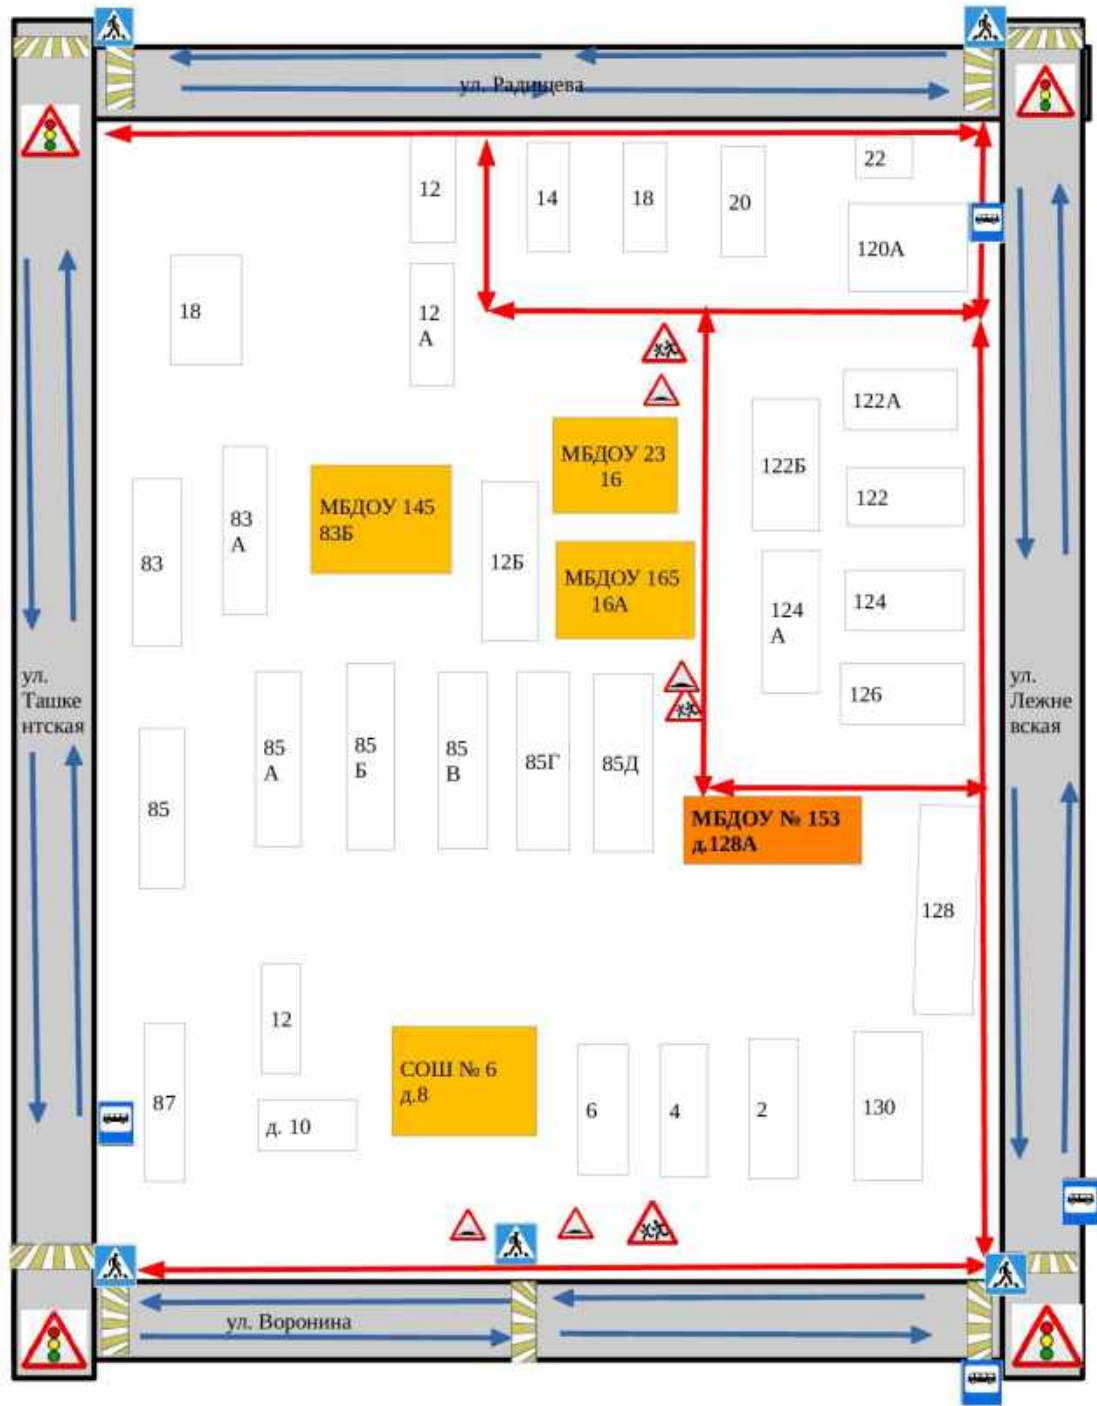 ул. Радищева
22
12
14
18
20
120А
18
12
А
122А
МБДОУ 23
16
122Б
83
А
МБДОУ 145
83Б
122
83
12Б
МБДОУ 165
16А
124
А
124
ул.
Ташке
нтская
126
ул.
Лежне
вская
85
А
85
Б
85
В
85Г
85Д
85
МБДОУ № 153
д.128А
128
12
СОШ № 6
д.8
87
д. 10
6
4
2
130
ул. Воронина